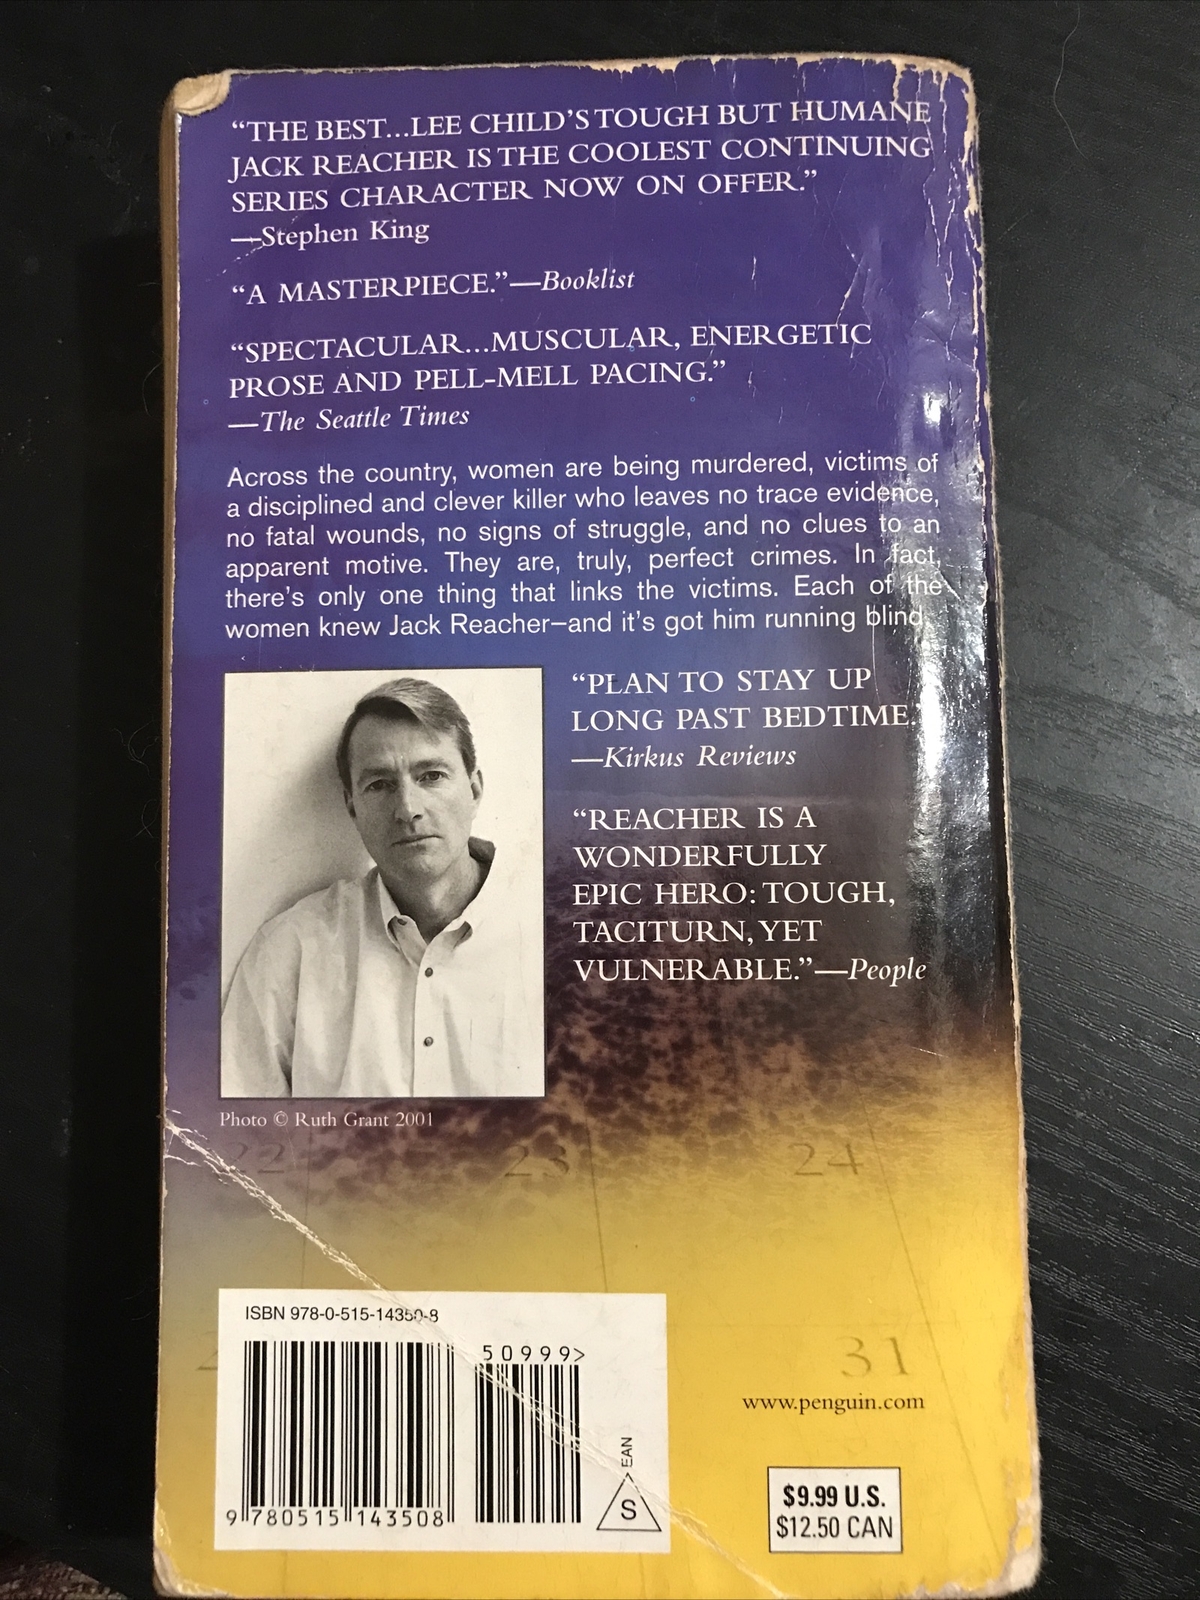 “THE BEST...LEE CHILD’S TOUGH BUT HUMANE
JACK REACHER IS THE COOLEST CONTINUING
SERIES CHARACTER NOW ON OFFER.”
—Stephen King
“A MASTERPIECE.”—Booklist
“SPECTACULAR...MUSCULAR, ENERGETIC
PROSE AND PELL-MELL PACING.”
—The Seattle Times
Across the country, women are being murdered, victims of
a disciplined and clever killer who leaves no trace evidence,
no fatal wounds, no signs of struggle, and no clues to an
apparent motive. They are, truly, perfect crimes. In fact,
there’s only one thing that links the victims. Each of the
women knew Jack Reacher—and it’s got him running blind.
“PLAN TO STAY UP
LONG PAST BEDTIME.”
—Kirkus Reviews
“REACHER IS A
WONDERFULLY
EPIC HERO: TOUGH,
TACITURN, YET
VULNERABLE.”—People
Photo © Ruth Grant 2001
22 23 24
31
ISBN 978-0-515-14350-8
50999>
EAN
S
9 780515 143508
www.penguin.com
$9.99 U.S.
$12.50 CAN